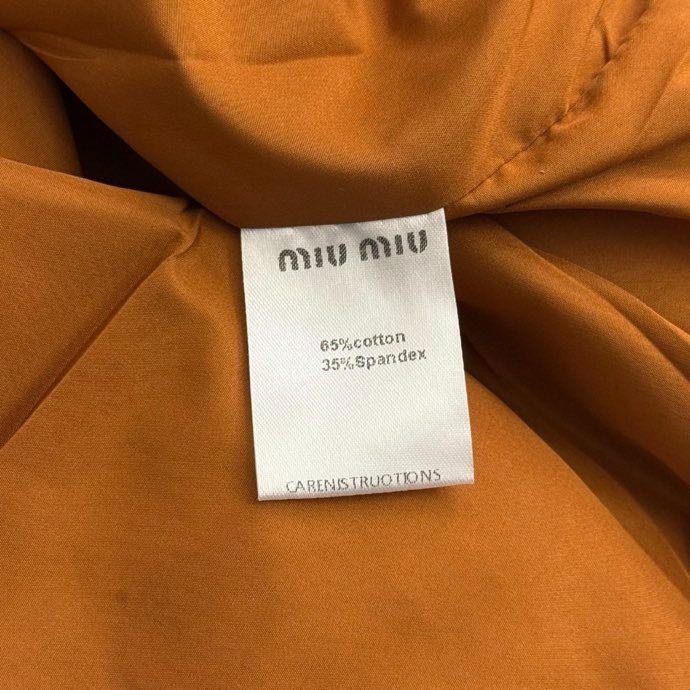 miu miu
65%cotton
35%Spandex
CARENISTRUOTIONS